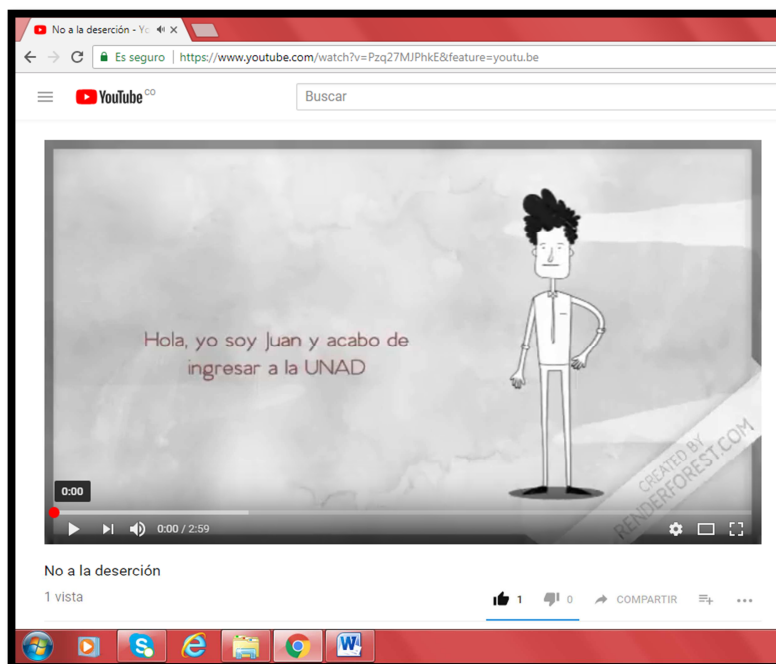 No a la deserción - Yo
Es seguro | https://www.youtube.com/watch?v=Pzq27MJPhkE&feature=youtu.be
YouTube CO
Buscar
Hola, yo soy Juan y acabo de
ingresar a la UNAD
CREATED BY
RENDERFOREST.COM
0:00
0:00 / 2:59
No a la deserción
1 vista
1
0
COMPARTIR